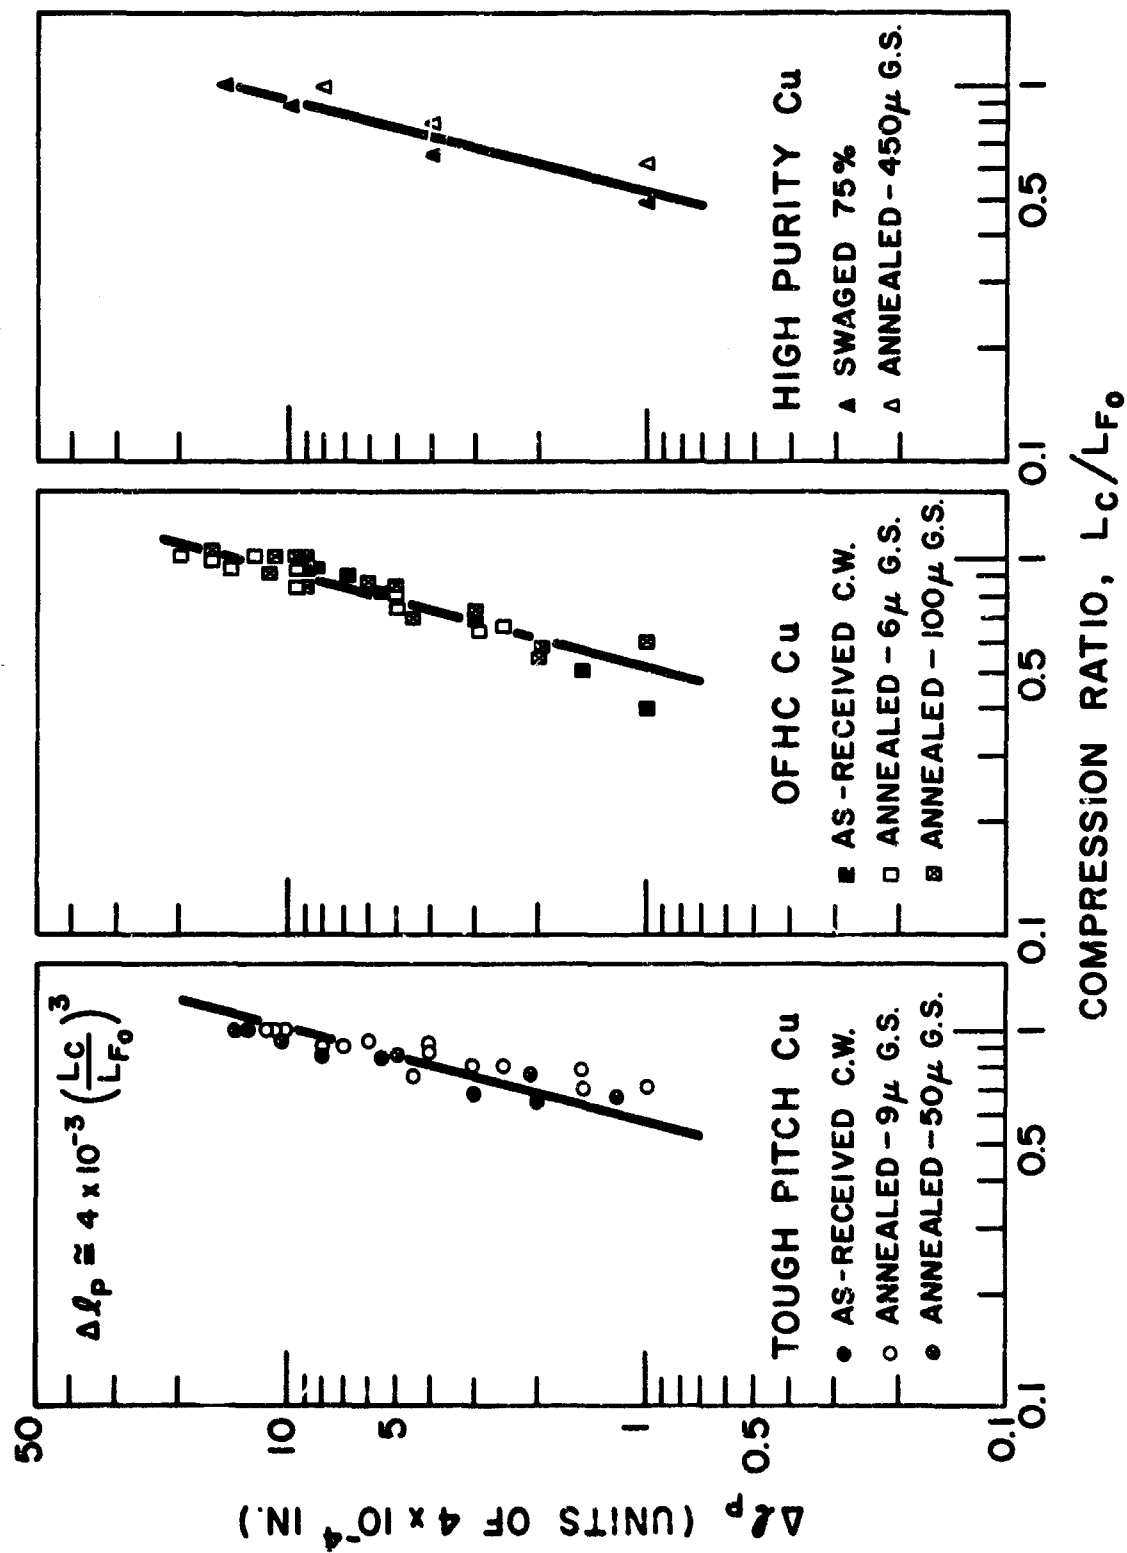 Δℓp (UNITS OF 4 x 10⁻⁴ IN.)
50
10
5
1
0.5
0.1
Δℓp ≅ 4 x 10⁻³ (LC/LFo)³
TOUGH PITCH Cu
● AS-RECEIVED C.W.
○ ANNEALED-9μ G.S.
⊗ ANNEALED-50μ G.S.
0.1
0.5
1
OFHC Cu
■ AS-RECEIVED C.W.
□ ANNEALED-6μ G.S.
⊠ ANNEALED-100μ G.S.
0.1
0.5
1
HIGH PURITY Cu
▲ SWAGED 75%
△ ANNEALED-450μ G.S.
0.1
0.5
1
COMPRESSION RATIO, LC/LFo